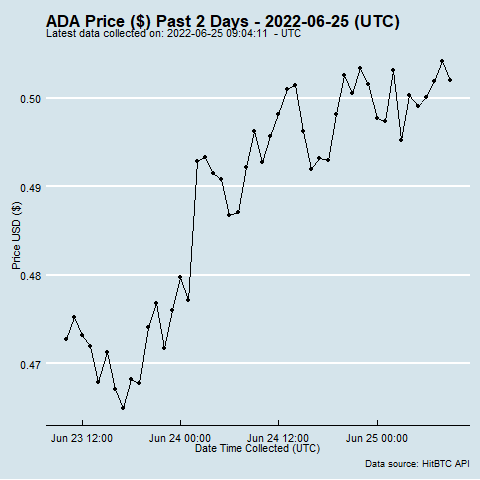 ADA Price ($) Past 2 Days - 2022-06-25 (UTC)
Latest data collected on: 2022-06-25 09:04:11  - UTC
Price USD ($)
0.50
0.49
0.48
0.47
Jun 23 12:00 Jun 24 00:00 Jun 24 12:00 Jun 25 00:00
Date Time Collected (UTC)
Data source: HitBTC API